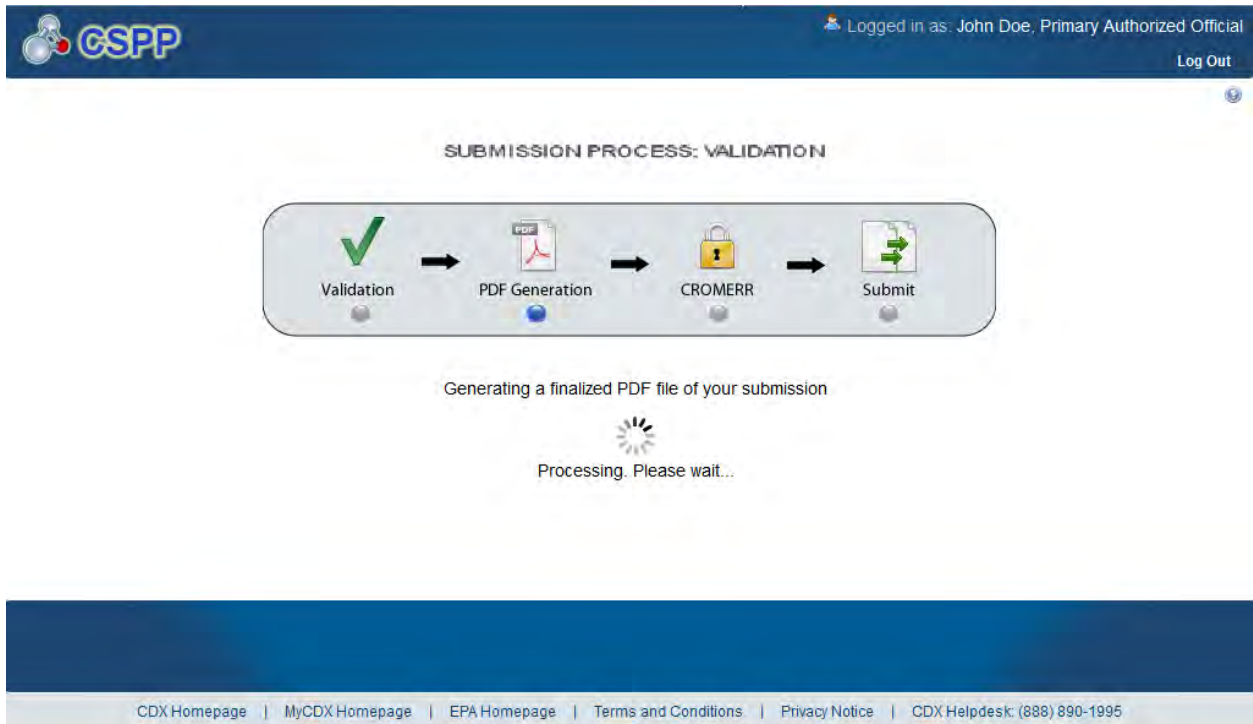 CSPP
Logged in as: John Doe, Primary Authorized Official
Log Out
SUBMISSION PROCESS: VALIDATION
PDF
Validation
PDF Generation
CROMERR
Submit
Generating a finalized PDF file of your submission
Processing. Please wait...
CDX Homepage | MyCDX Homepage | EPA Homepage | Terms and Conditions | Privacy Notice | CDX Helpdesk: (888) 890-1995